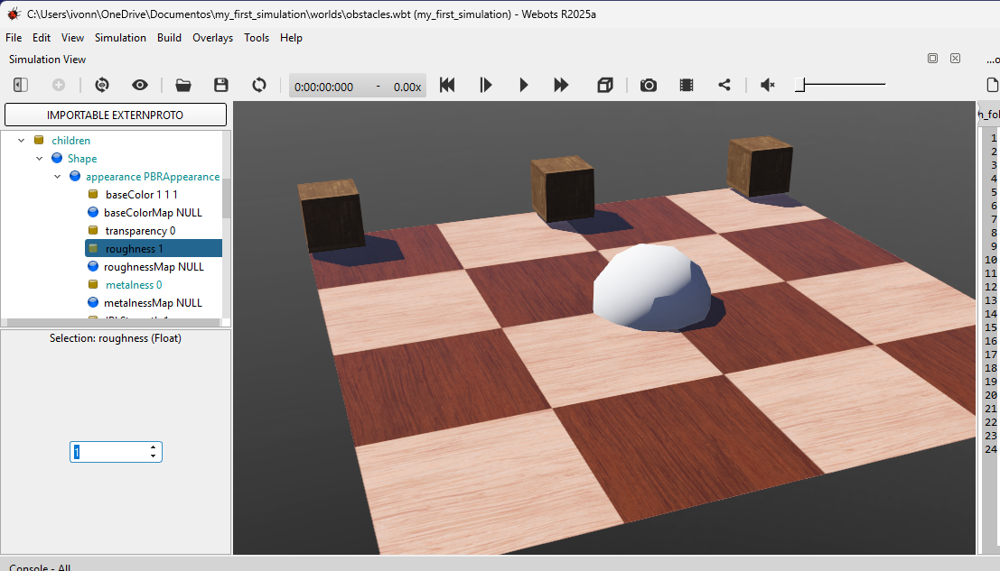 C:\Users\ivonn\OneDrive\Documentos\my_first_simulation\worlds\obstacles.wbt (my_first_simulation) - Webots R2025a
File Edit View Simulation Build Overlays Tools Help
Simulation View
...o
0:00:00:000 - 0.00x
IMPORTABLE EXTERNPROTO
h_fol
children
Shape
appearance PBRAppearance
baseColor 1 1 1
baseColorMap NULL
transparency 0
roughness 1
roughnessMap NULL
metalness 0
metalnessMap NULL
Selection: roughness (Float)
1
1
2
3
4
5
6
7
8
9
10
11
12
13
14
15
16
17
18
19
20
21
22
23
24
Console - All